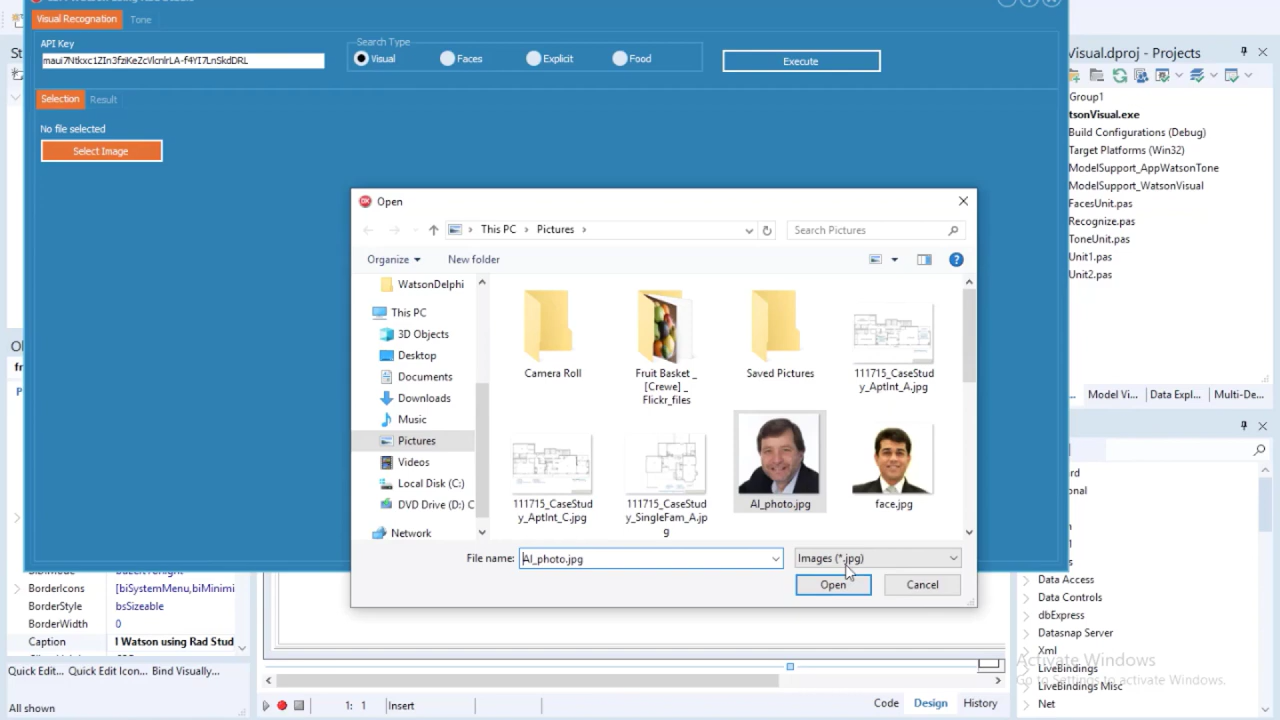 Visual Recognation
Tone
API Key
Search Type
Visual
Faces
Explicit
Food
Execute
Selection
Result
No file selected
Select Image
Open
This PC
Pictures
Search Pictures
Organize
New folder
WatsonDelphi
This PC
3D Objects
Desktop
Documents
Downloads
Music
Pictures
Videos
Local Disk (C:)
DVD Drive (D:) C
Network
Camera Roll
Fruit Basket _
[Crewe] _
Flickr_files
Saved Pictures
111715_CaseStud
y_AptInt_A.jpg
111715_CaseStud
y_AptInt_C.jpg
111715_CaseStud
y_SingleFam_A.jp
g
Al_photo.jpg
face.jpg
File name:
Al_photo.jpg
Images (*.jpg)
Open
Cancel
Visual.dproj - Projects
Group1
tsonVisual.exe
Build Configurations (Debug)
Target Platforms (Win32)
ModelSupport_AppWatsonTone
ModelSupport_WatsonVisual
FacesUnit.pas
Recognize.pas
ToneUnit.pas
Unit1.pas
Unit2.pas
Model Vi...
Data Expl...
Multi-De...
Data Access
Data Controls
dbExpress
Datasnap Server
Xml
LiveBindings
LiveBindings Misc
Net
Activate Windows
Go to Settings to activate Windows.
BorderIcons
[biSystemMenu,biMinimi
BorderStyle
bsSizeable
BorderWidth
0
Caption
l Watson using Rad Stud
Quick Edit... Quick Edit Icon... Bind Visually...
All shown
1: 1
Insert
Code
Design
History